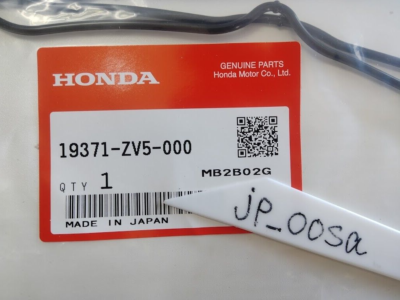 HONDA
GENUINE PARTS
Honda Motor Co., Ltd.
19371-ZV5-000
MB2B02G
QTY 1
MADE IN JAPAN
jp_00sa